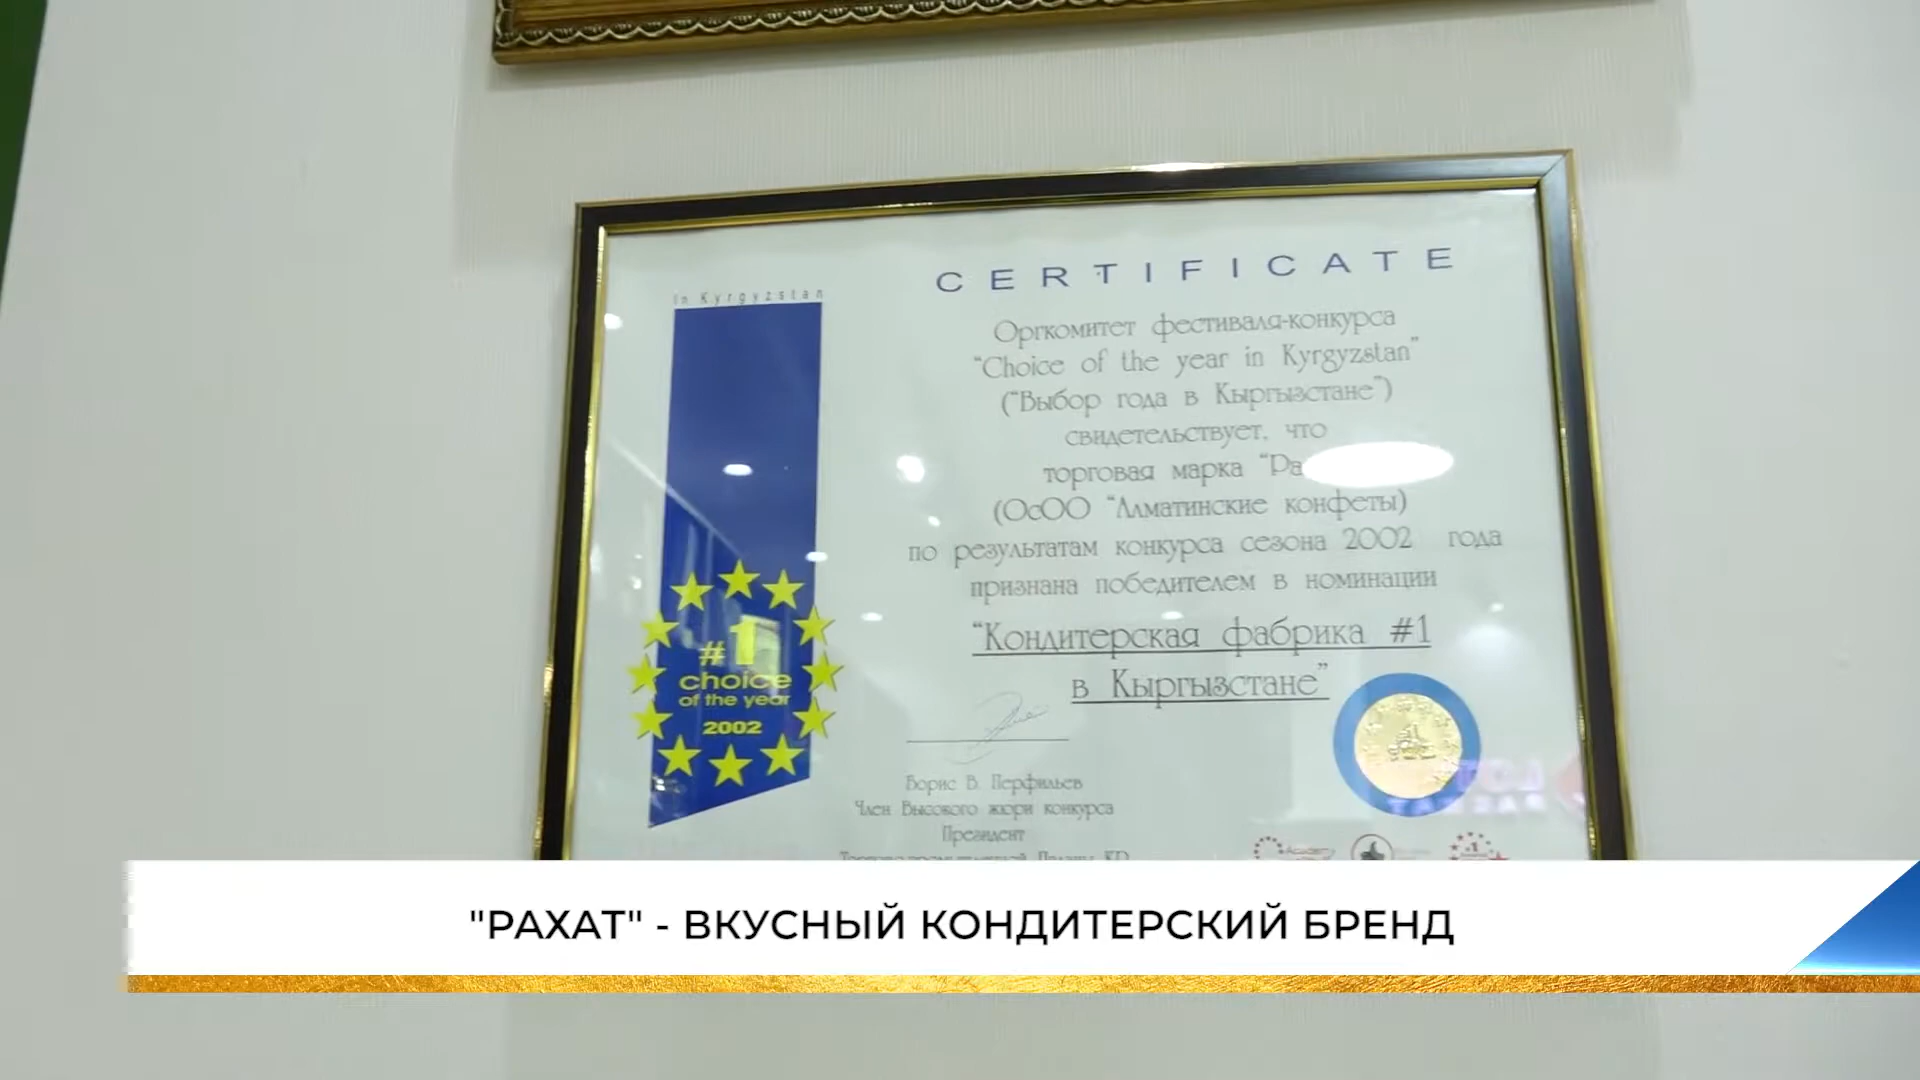 In Kyrgyzstan
CERTIFICATE
Оргкомитет фестиваля-конкурса
“Choice of the year in Kyrgyzstan”
(“Выбор года в Кыргызстане”)
свидетельствует, что
торговая марка “Ра
(ОсОО “Алматинские конфеты)
по результатам конкурса сезона 2002 года
признана победителем в номинации
“Кондитерская фабрика #1
в Кыргызстане”
#1
choice
of the year
2002
Борис В. Перфильев
Член Высокого жюри конкурса
Президент
"РАХАТ" - ВКУСНЫЙ КОНДИТЕРСКИЙ БРЕНД